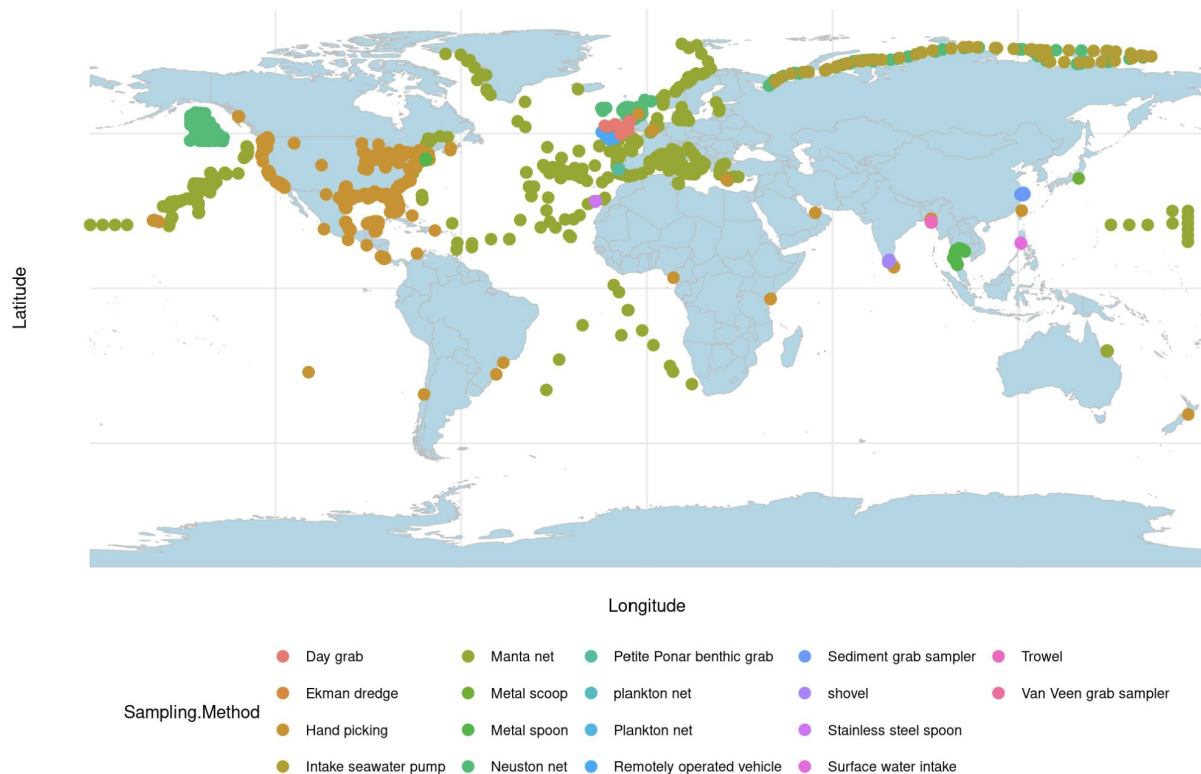 Latitude
Longitude
Sampling.Method
Day grab
Ekman dredge
Hand picking
Intake seawater pump
Manta net
Metal scoop
Metal spoon
Neuston net
Petite Ponar benthic grab
plankton net
Plankton net
Remotely operated vehicle
Sediment grab sampler
shovel
Stainless steel spoon
Surface water intake
Trowel
Van Veen grab sampler